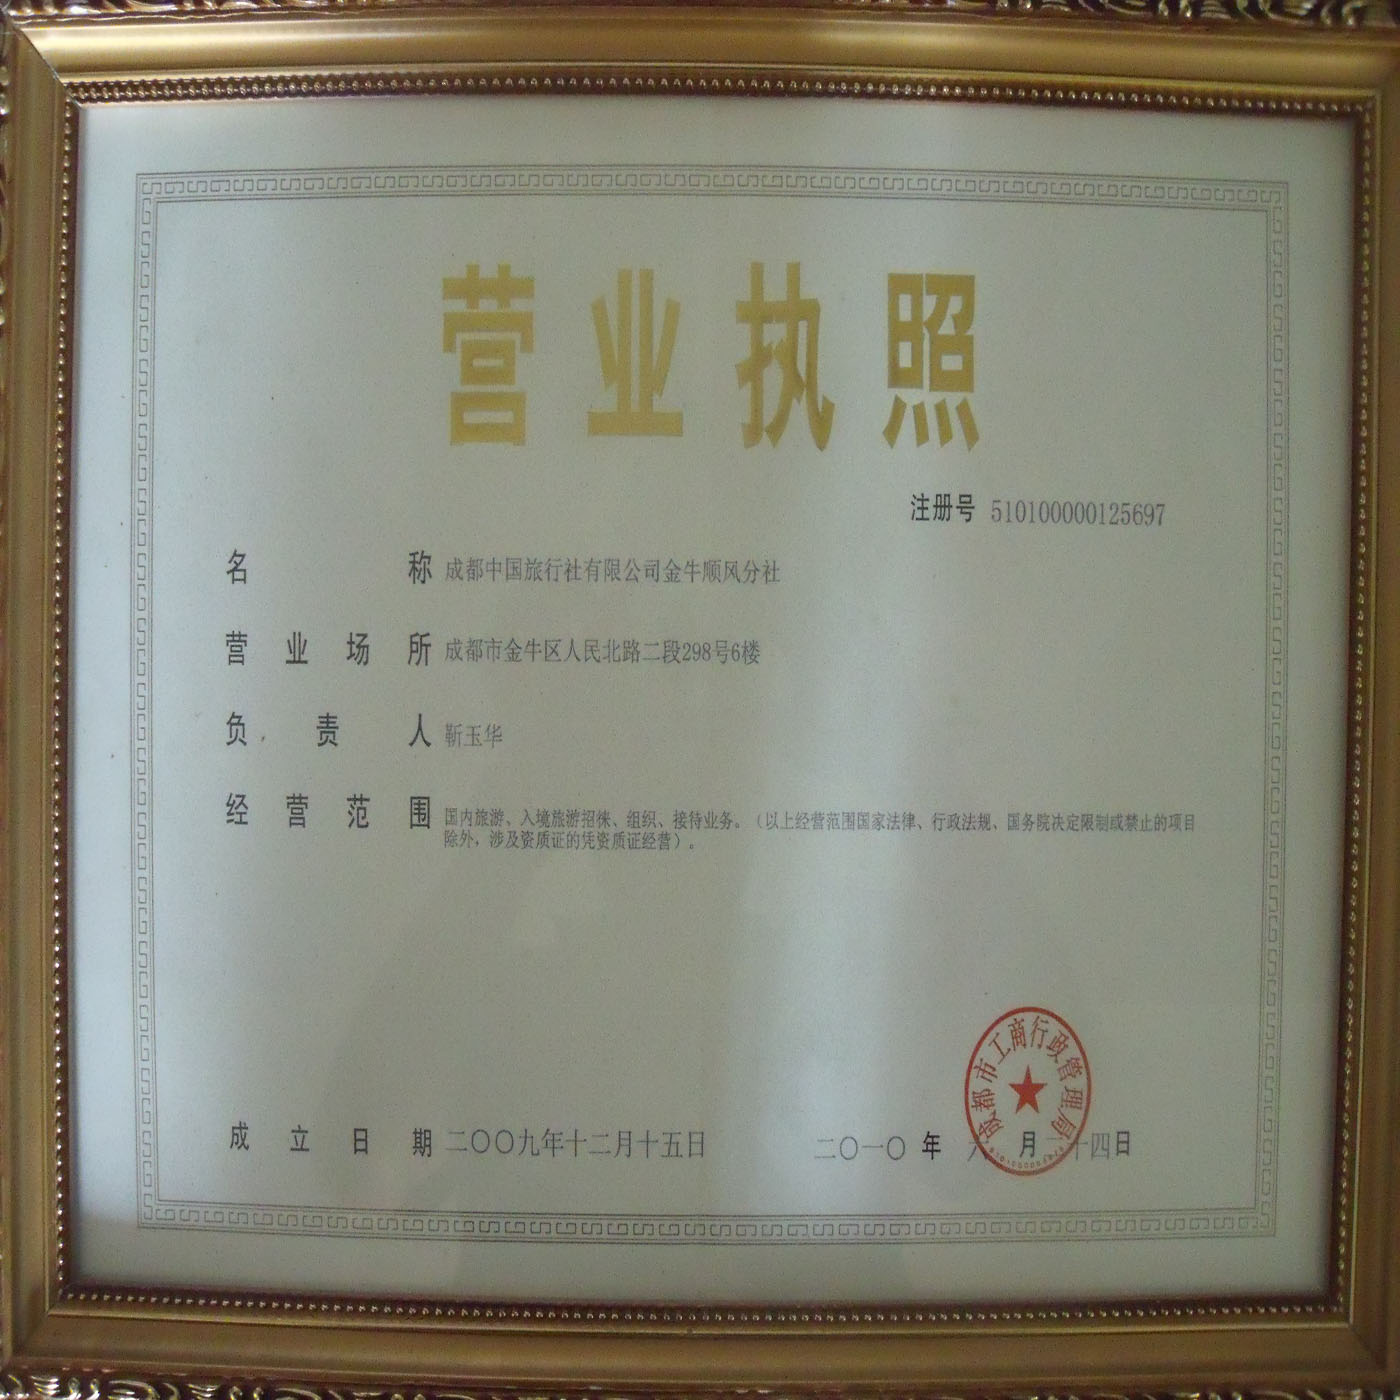 营业执照
注册号 510100000125697
名称 成都中国旅行社有限公司金牛顺风分社
营业场所 成都市金牛区人民北路二段298号6楼
负责人 靳玉华
经营范围 国内旅游、入境旅游招徕、组织、接待业务。（以上经营范围国家法律、行政法规、国务院决定限制或禁止的项目
除外，涉及资质证的凭资质证经营）。
成都市工商行政管理局
成立日期 二〇〇九年十二月十五日
二〇一〇年 月 十四日